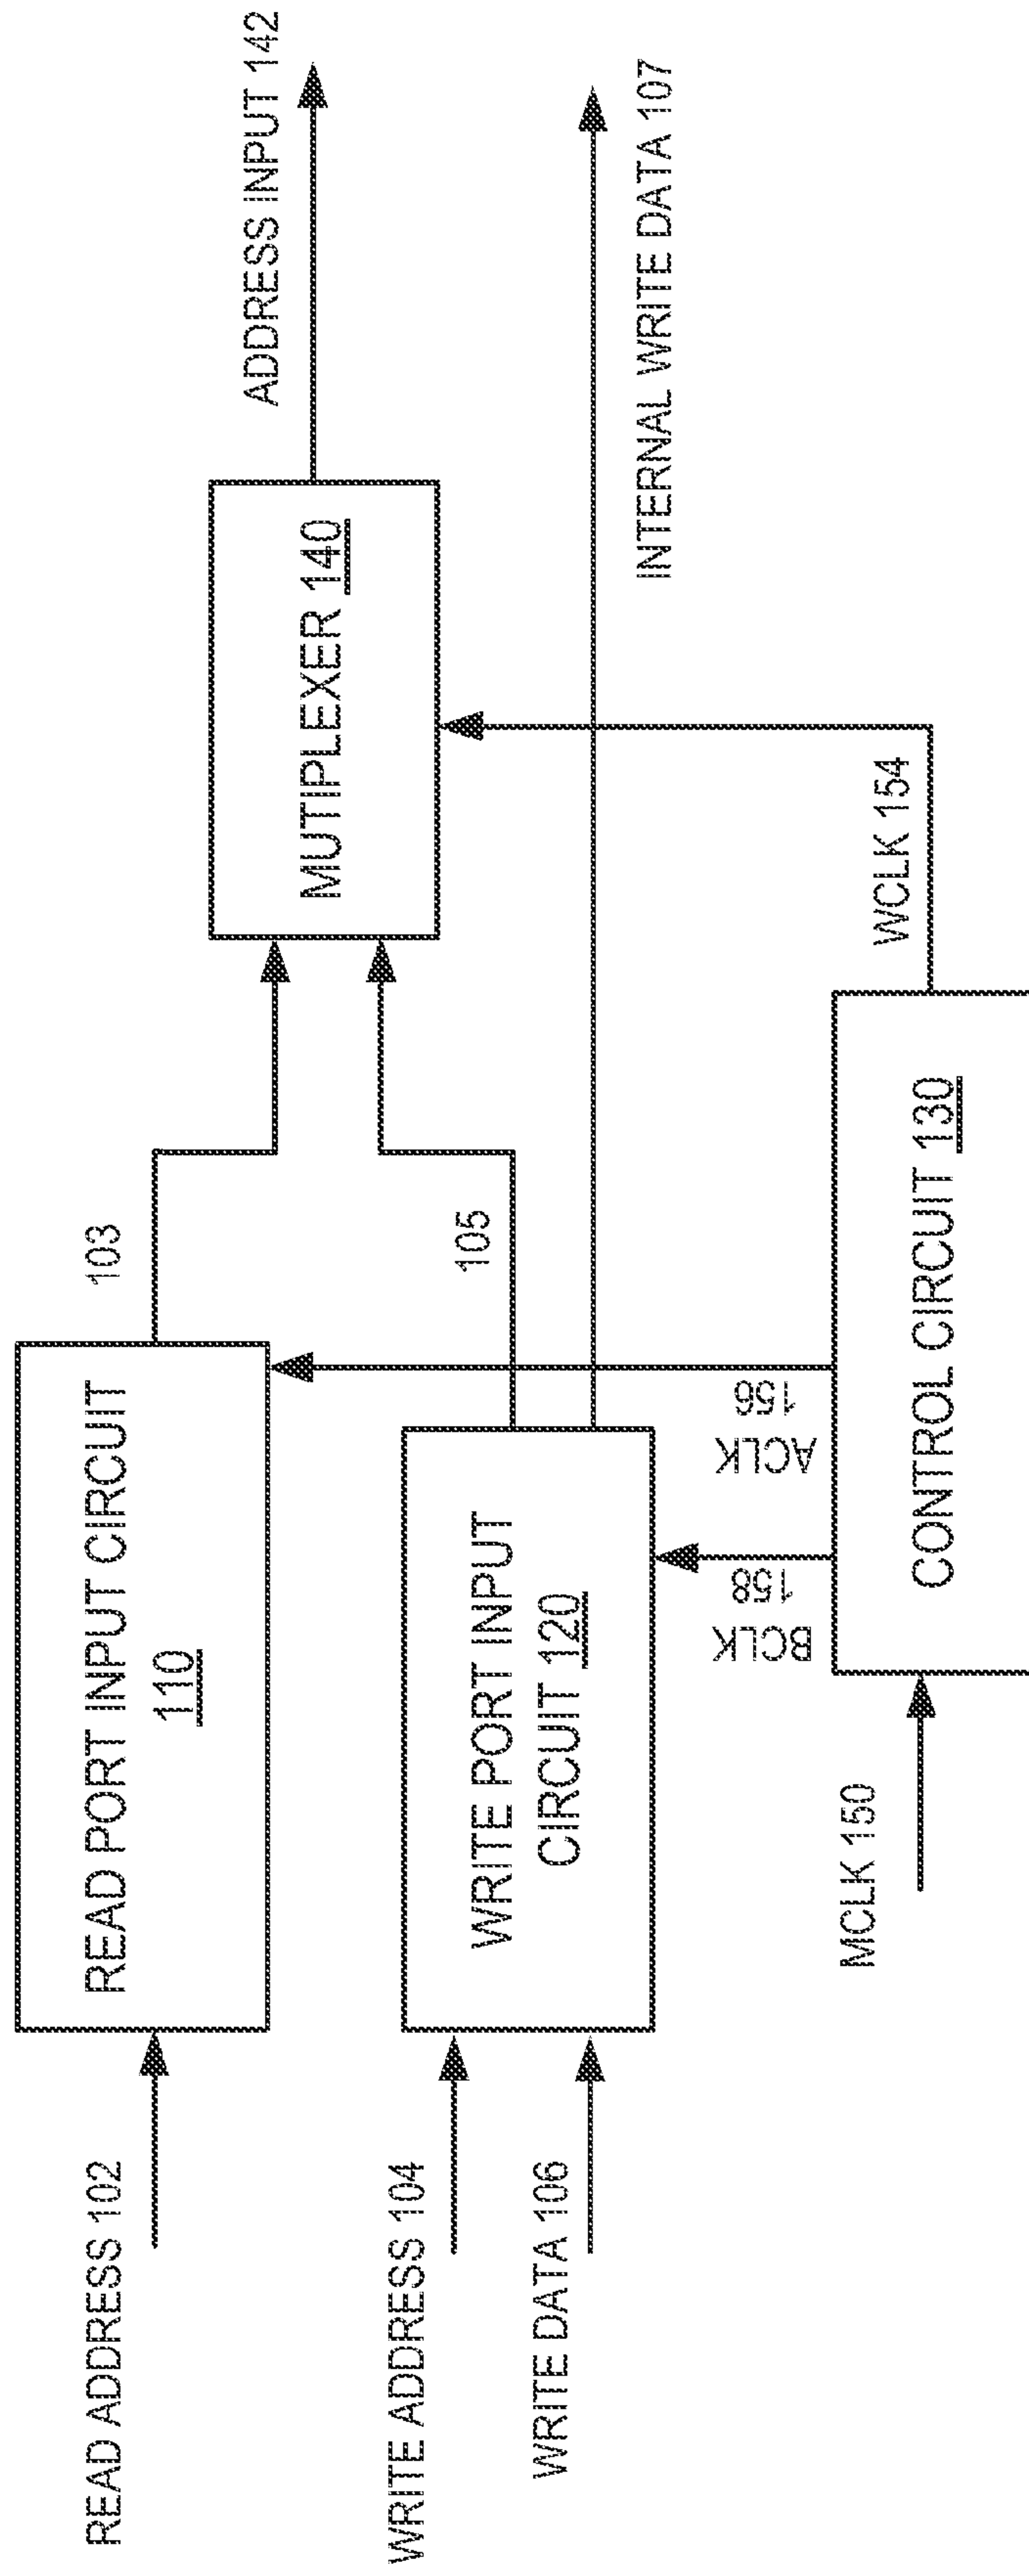 READ ADDRESS 102
READ PORT INPUT CIRCUIT
110
103
ADDRESS INPUT 142
MUTIPLEXER 140
WRITE ADDRESS 104
WRITE DATA 106
WRITE PORT INPUT
CIRCUIT 120
105
INTERNAL WRITE DATA 107
BCLK
158
ACLK
156
WCLK 154
MCLK 150
CONTROL CIRCUIT 130